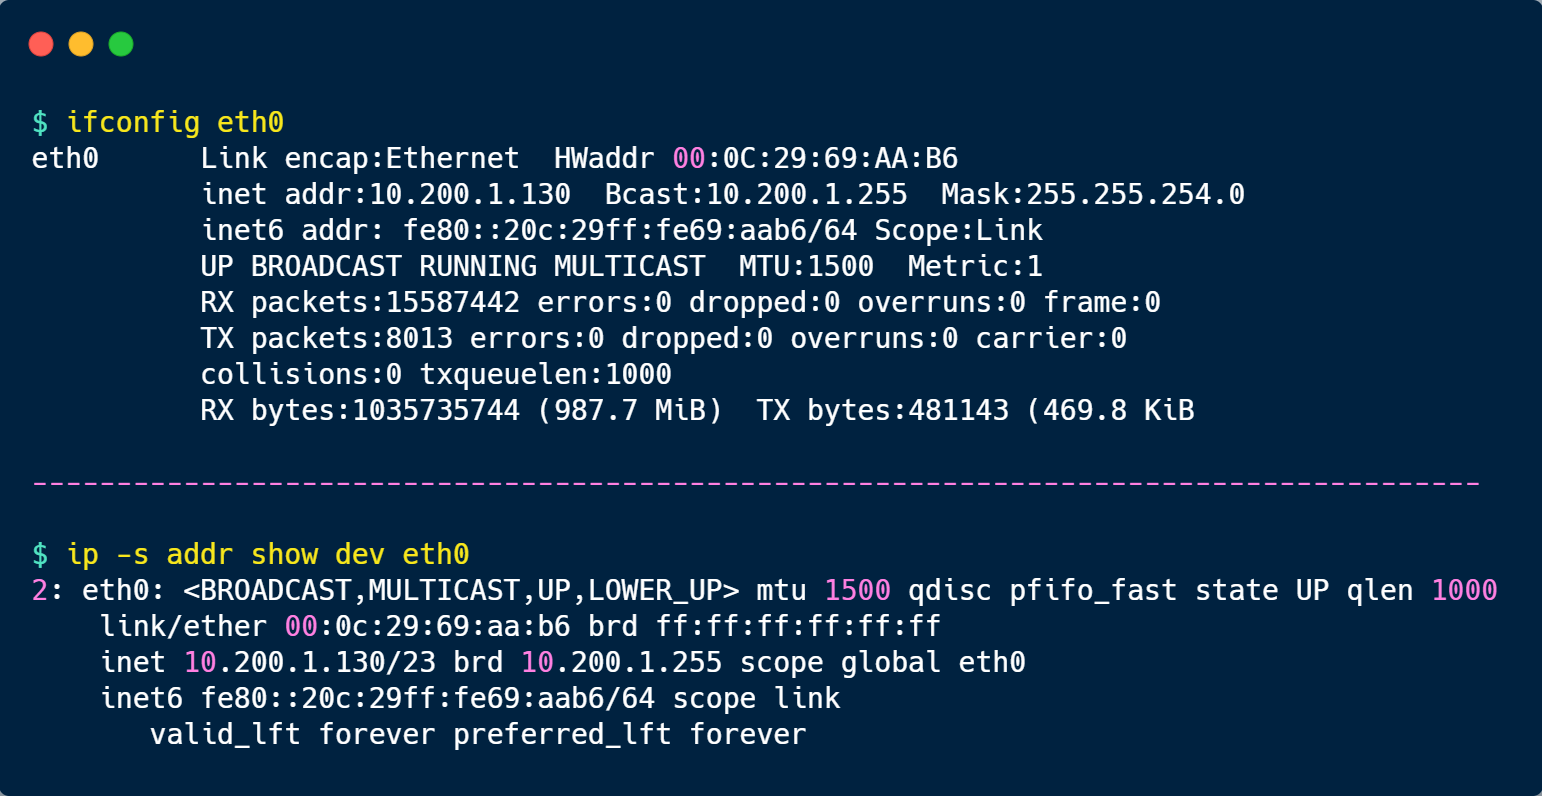 $ ifconfig eth0
eth0      Link encap:Ethernet  HWaddr 00:0C:29:69:AA:B6
          inet addr:10.200.1.130  Bcast:10.200.1.255  Mask:255.255.254.0
          inet6 addr: fe80::20c:29ff:fe69:aab6/64 Scope:Link
          UP BROADCAST RUNNING MULTICAST  MTU:1500  Metric:1
          RX packets:15587442 errors:0 dropped:0 overruns:0 frame:0
          TX packets:8013 errors:0 dropped:0 overruns:0 carrier:0
          collisions:0 txqueuelen:1000
          RX bytes:1035735744 (987.7 MiB)  TX bytes:481143 (469.8 KiB
--------------------------------------------------------------------------------------
$ ip -s addr show dev eth0
2: eth0: <BROADCAST,MULTICAST,UP,LOWER_UP> mtu 1500 qdisc pfifo_fast state UP qlen 1000
    link/ether 00:0c:29:69:aa:b6 brd ff:ff:ff:ff:ff:ff
    inet 10.200.1.130/23 brd 10.200.1.255 scope global eth0
    inet6 fe80::20c:29ff:fe69:aab6/64 scope link
       valid_lft forever preferred_lft forever